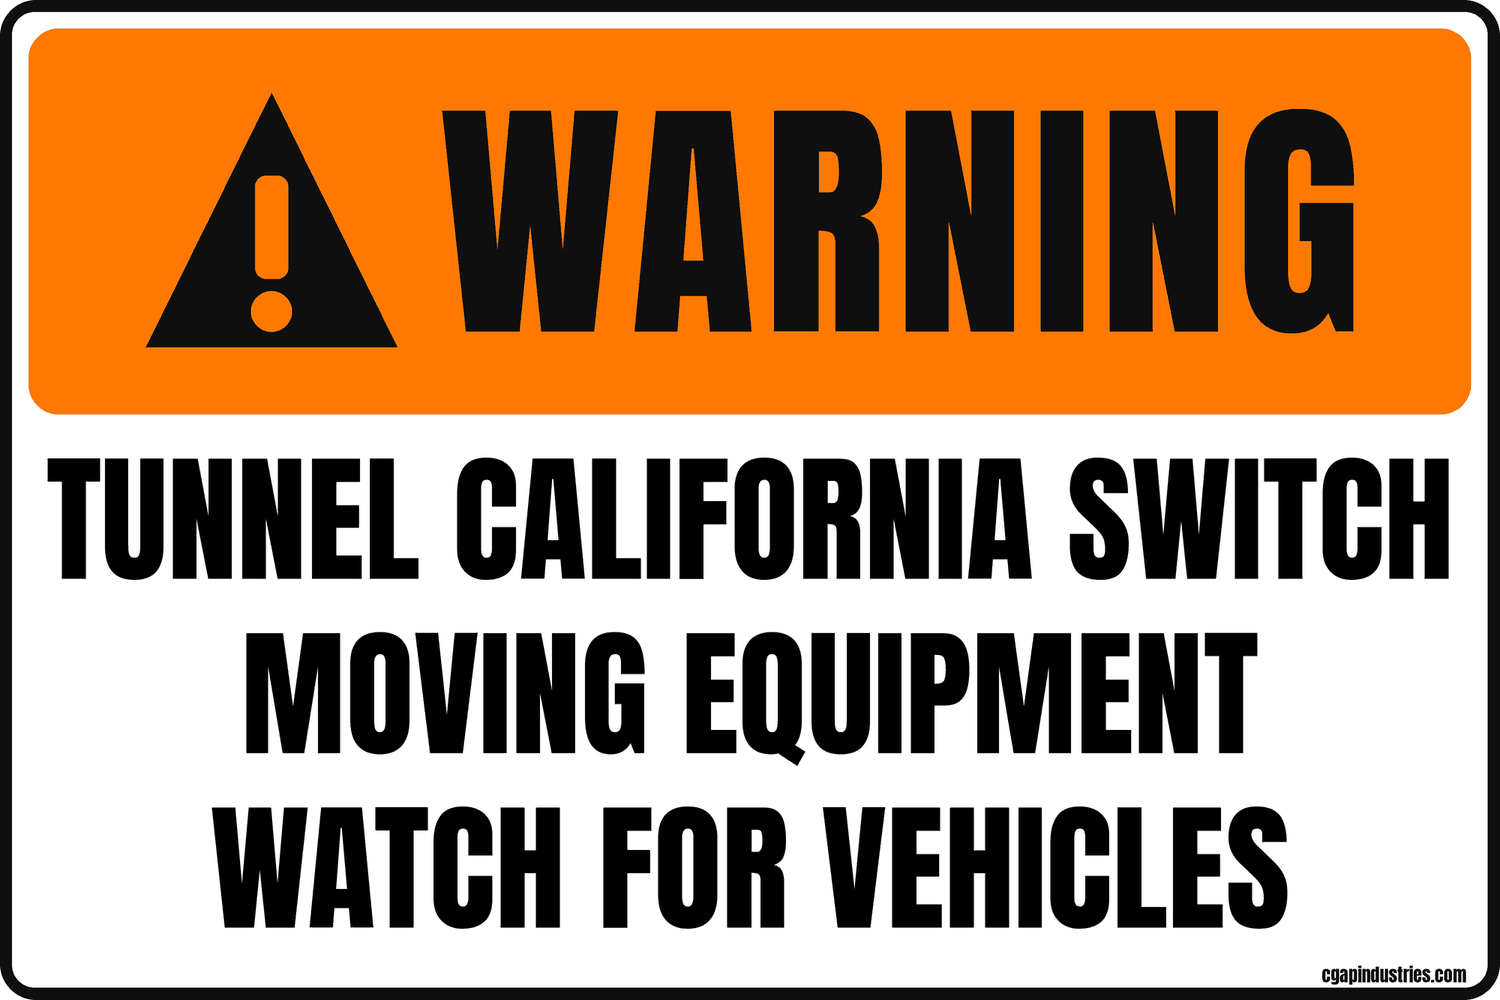 WARNING
TUNNEL CALIFORNIA SWITCH
MOVING EQUIPMENT
WATCH FOR VEHICLES
cgapindustries.com